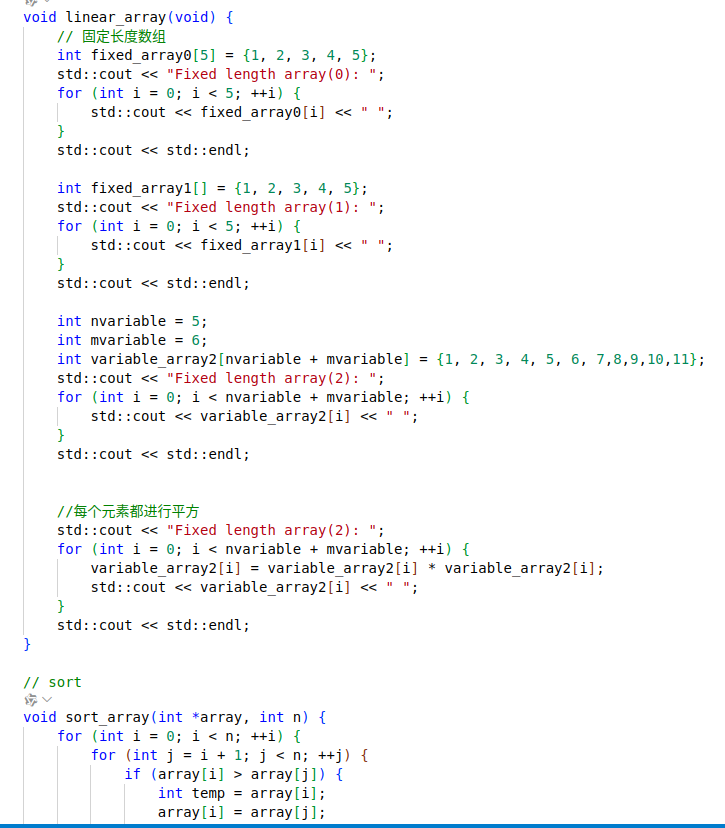 void linear_array(void) {
    // 固定长度数组
    int fixed_array0[5] = {1, 2, 3, 4, 5};
    std::cout << "Fixed length array(0): ";
    for (int i = 0; i < 5; ++i) {
        std::cout << fixed_array0[i] << " ";
    }
    std::cout << std::endl;

    int fixed_array1[] = {1, 2, 3, 4, 5};
    std::cout << "Fixed length array(1): ";
    for (int i = 0; i < 5; ++i) {
        std::cout << fixed_array1[i] << " ";
    }
    std::cout << std::endl;

    int nvariable = 5;
    int mvariable = 6;
    int variable_array2[nvariable + mvariable] = {1, 2, 3, 4, 5, 6, 7,8,9,10,11};
    std::cout << "Fixed length array(2): ";
    for (int i = 0; i < nvariable + mvariable; ++i) {
        std::cout << variable_array2[i] << " ";
    }
    std::cout << std::endl;


    //每个元素都进行平方
    std::cout << "Fixed length array(2): ";
    for (int i = 0; i < nvariable + mvariable; ++i) {
        variable_array2[i] = variable_array2[i] * variable_array2[i];
        std::cout << variable_array2[i] << " ";
    }
    std::cout << std::endl;
}

// sort
void sort_array(int *array, int n) {
    for (int i = 0; i < n; ++i) {
        for (int j = i + 1; j < n; ++j) {
            if (array[i] > array[j]) {
                int temp = array[i];
                array[i] = array[j];